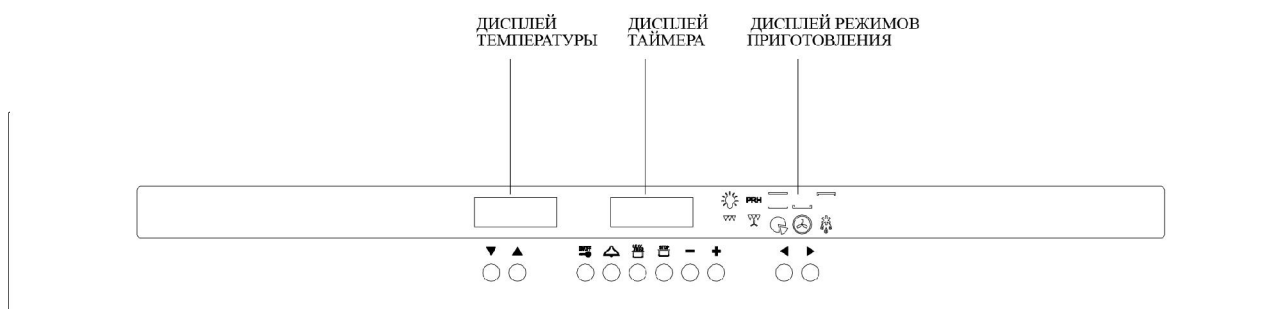 ДИСПЛЕЙ
ТЕМПЕРАТУРЫ
ДИСПЛЕЙ
ТАЙМЕРА
ДИСПЛЕЙ РЕЖИМОВ
ПРИГОТОВЛЕНИЯ
PRH